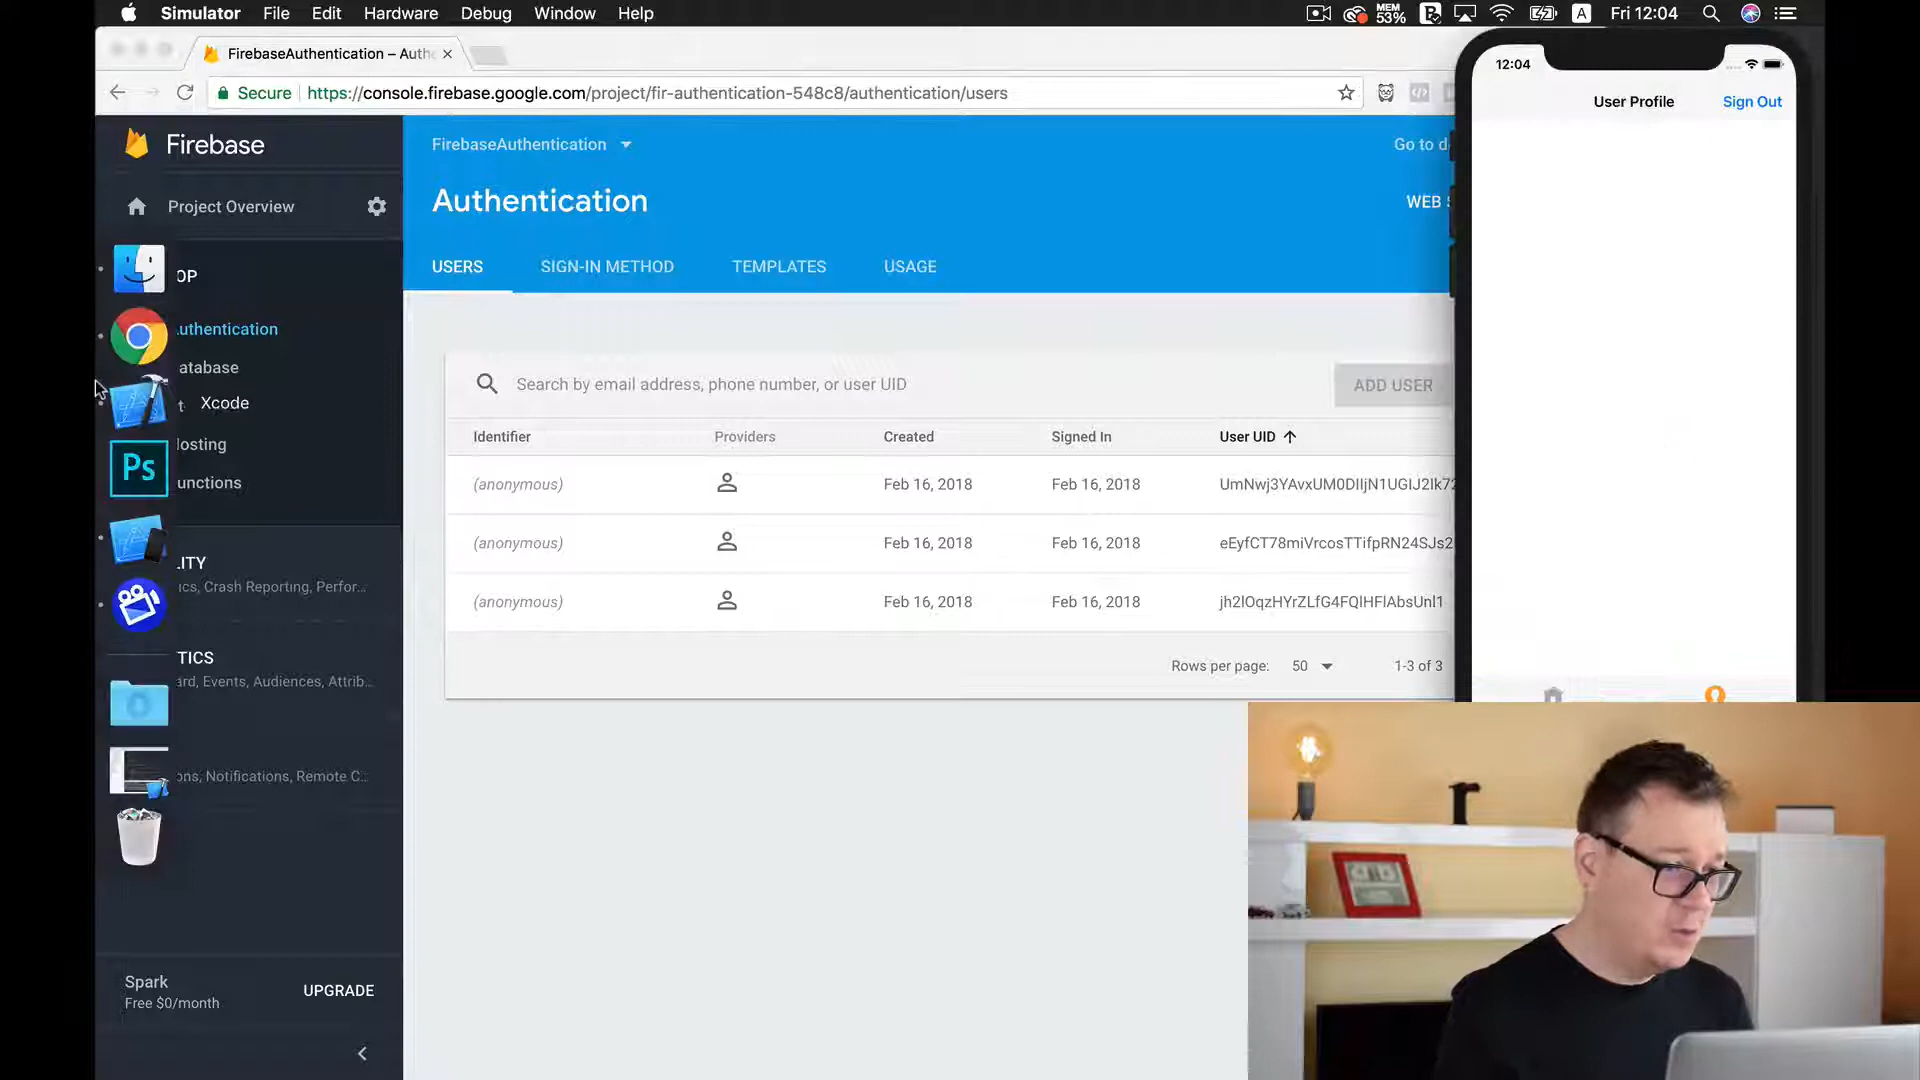 Simulator File Edit Hardware Debug Window Help MEM 53% A Fri 12:04
FirebaseAuthentication – Auth
Secure https://console.firebase.google.com/project/fir-authentication-548c8/authentication/users
12:04
User Profile Sign Out
Firebase
FirebaseAuthentication
Go to d
Project Overview
Authentication
WEB S
USERS SIGN-IN METHOD TEMPLATES USAGE
OP
uthentication
atabase
Xcode
osting
Ps
unctions
LITY
ics, Crash Reporting, Perfor...
TICS
ard, Events, Audiences, Attrib...
ons, Notifications, Remote C...
Spark
Free $0/month
UPGRADE
Search by email address, phone number, or user UID
ADD USER
Identifier Providers Created Signed In User UID
(anonymous) Feb 16, 2018 Feb 16, 2018 UmNwj3YAvxUM0DIIjN1UGIJ2lk72
(anonymous) Feb 16, 2018 Feb 16, 2018 eEyfCT78miVrcosTTifpRN24SJs2
(anonymous) Feb 16, 2018 Feb 16, 2018 jh2lOqzHYrZLfG4FQIHFlAbsUnl1
Rows per page: 50 1-3 of 3